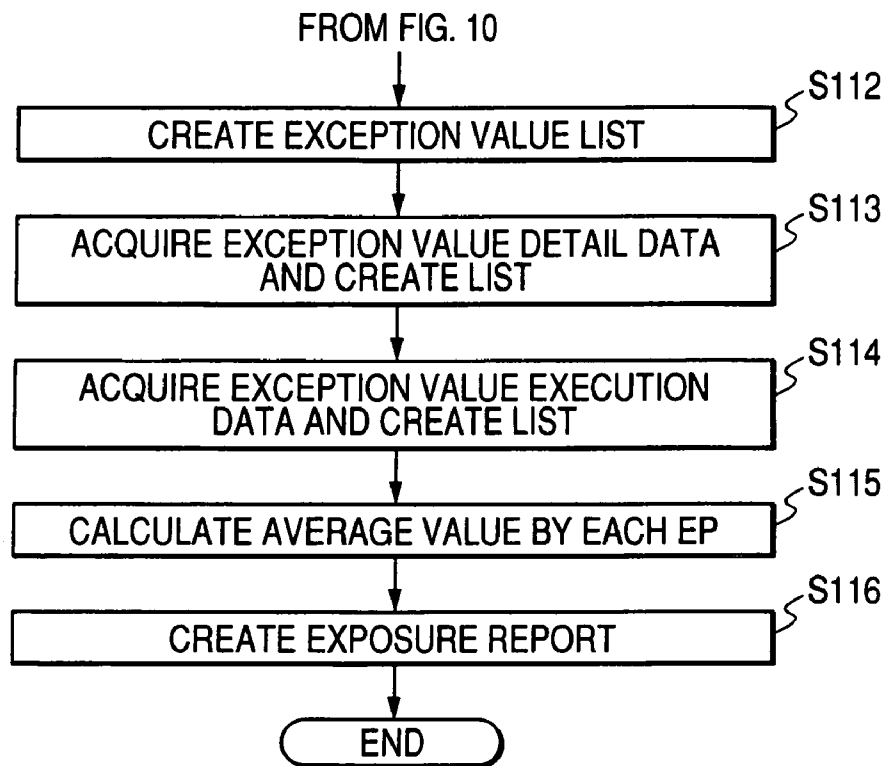 FROM FIG. 10
S112
CREATE EXCEPTION VALUE LIST
S113
ACQUIRE EXCEPTION VALUE DETAIL DATA
AND CREATE LIST
S114
ACQUIRE EXCEPTION VALUE EXECUTION
DATA AND CREATE LIST
S115
CALCULATE AVERAGE VALUE BY EACH EP
S116
CREATE EXPOSURE REPORT
END